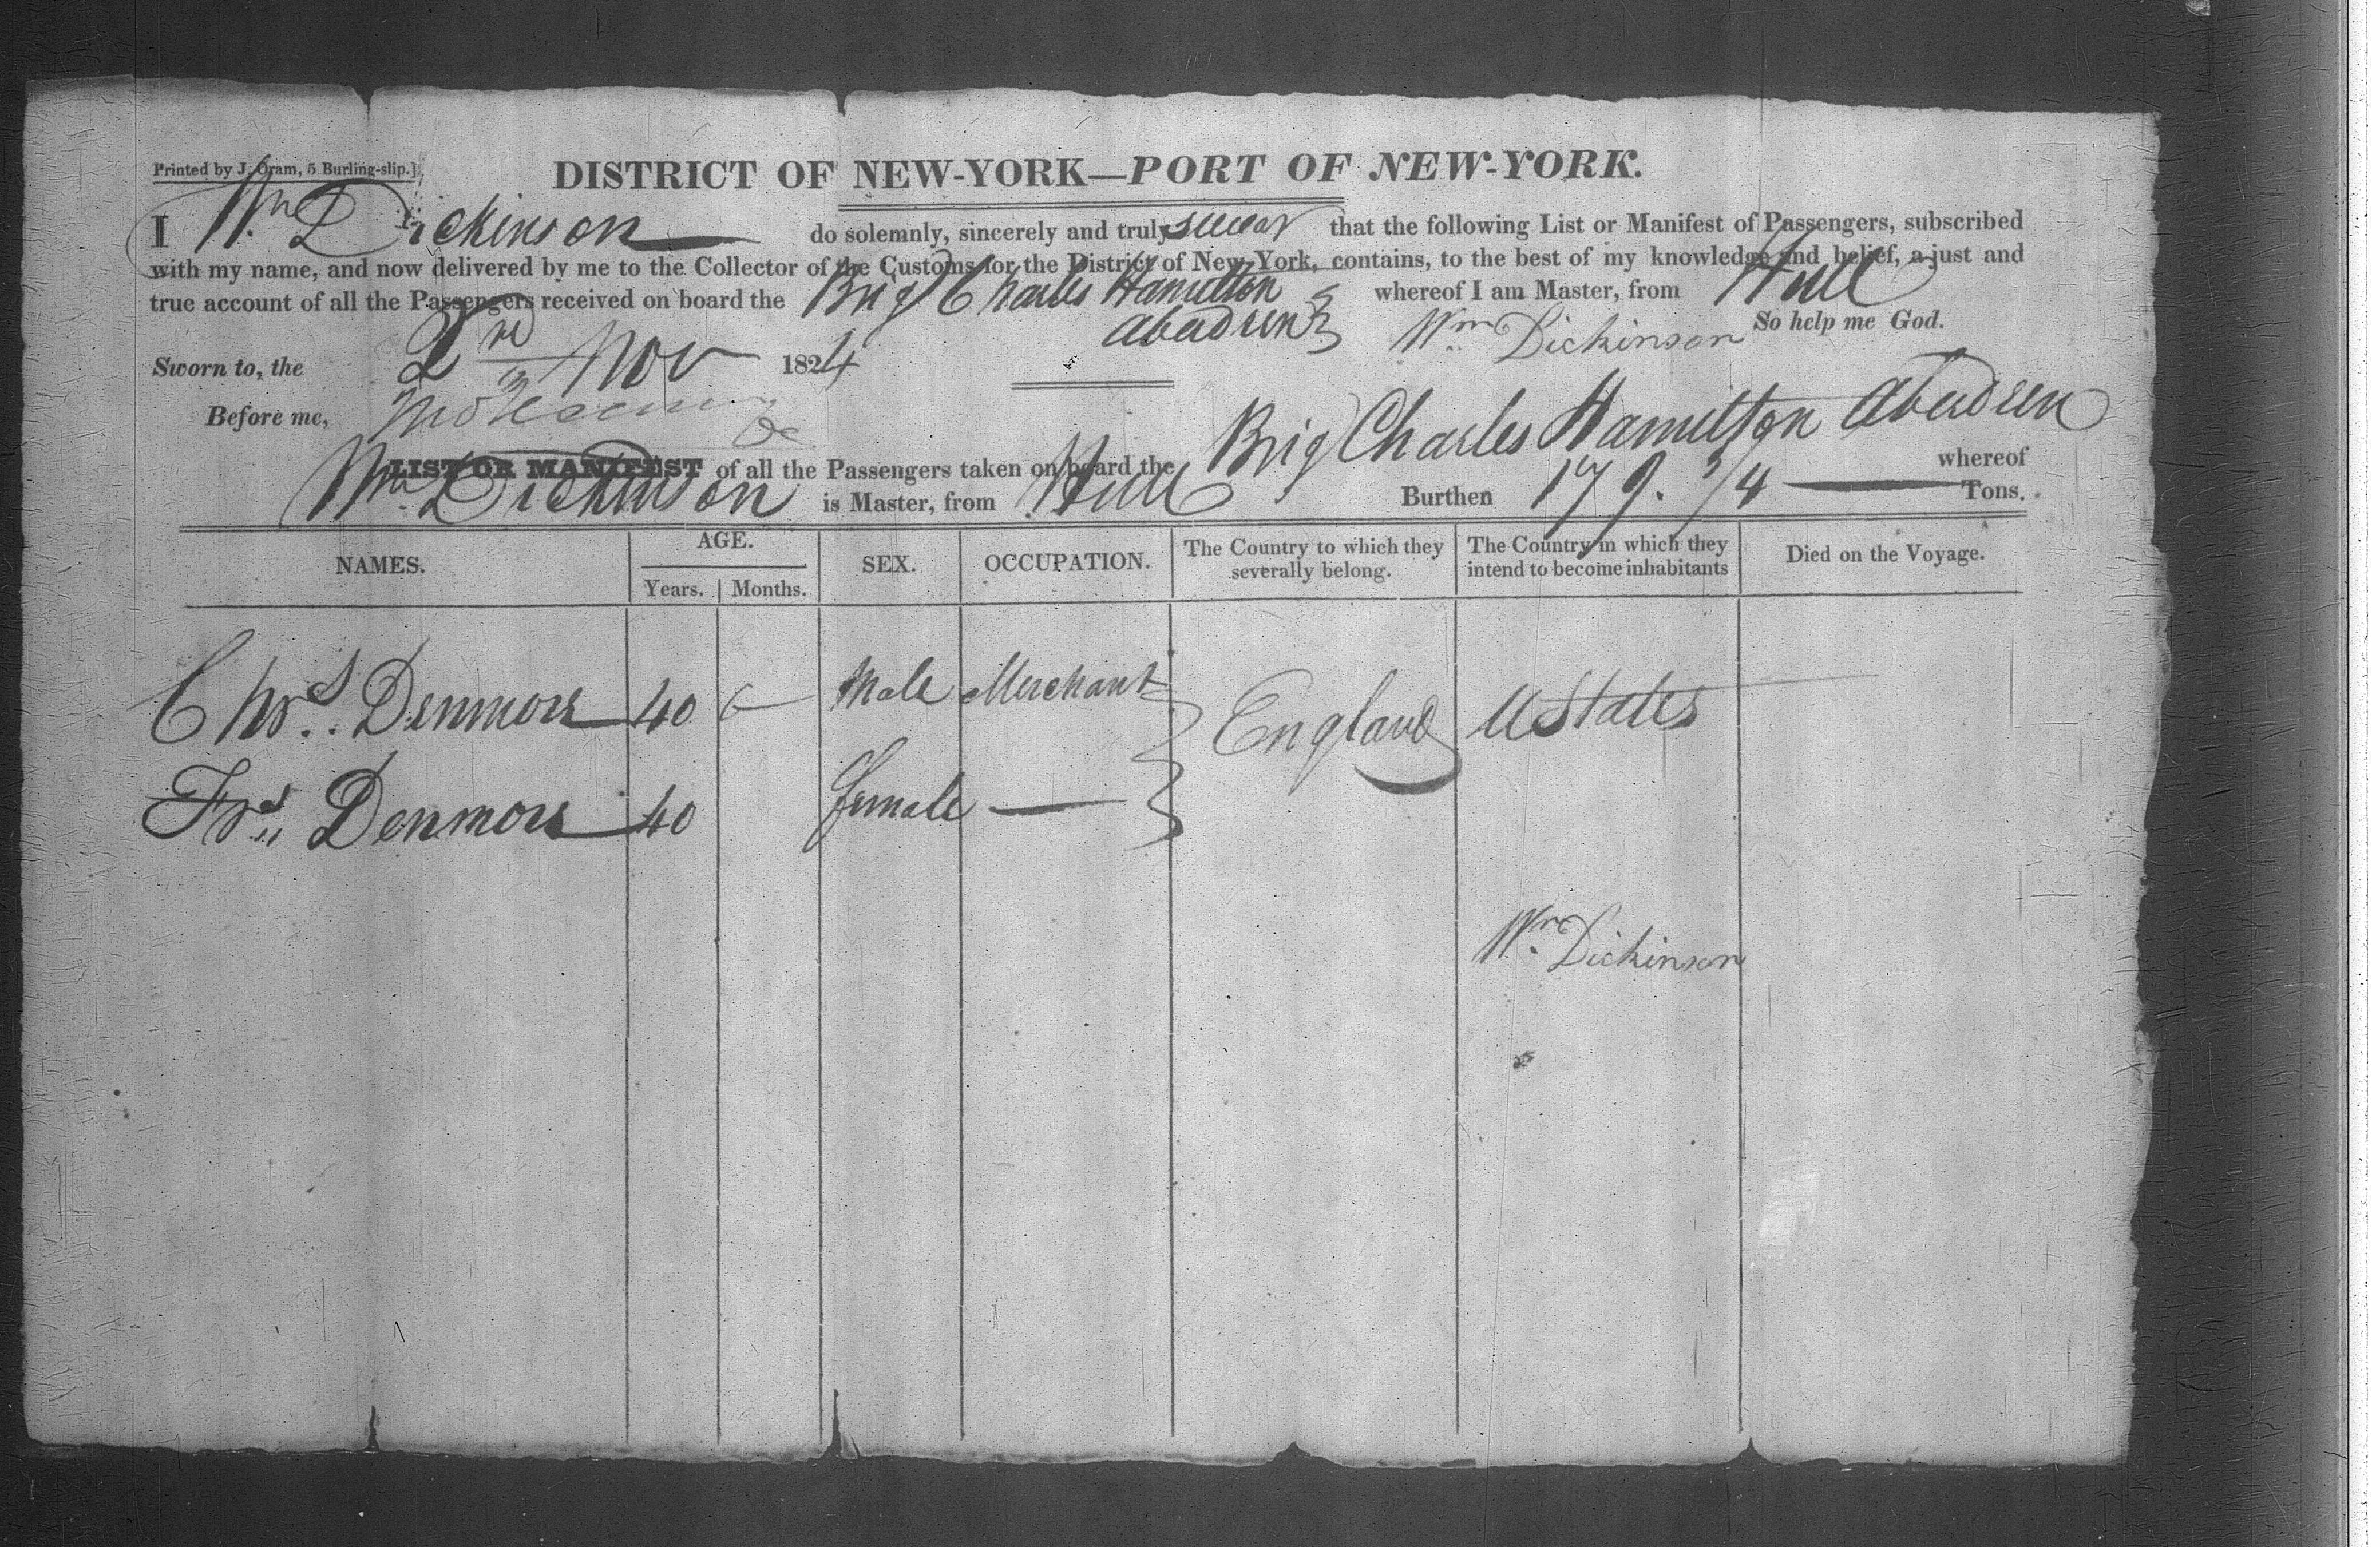 Printed by J. Oram, 5 Burling-slip.]
DISTRICT OF NEW-YORK—PORT OF NEW-YORK.
I Wm Dickinson do solemnly, sincerely and truly swear that the following List or Manifest of Passengers, subscribed
with my name, and now delivered by me to the Collector of the Customs for the District of New-York, contains, to the best of my knowledge and belief, a just and
true account of all the Passengers received on board the Brig Charles Hamilton whereof I am Master, from Hull
Abadreen Wm Dickinson So help me God.
Sworn to, the 2nd Nov 1824
Before me,
LIST OR MANIFEST of all the Passengers taken on board the Brig Charles Hamilton Abadreen whereof
Wm Dickinson is Master, from Hull Burthen 179. /4 Tons.
NAMES. AGE. SEX. OCCUPATION. The Country to which they severally belong. The Country in which they intend to become inhabitants Died on the Voyage.
Years. Months.
Chrs. Denmore 40 Male Merchant England U States
Frs. Denmore 40 female —
Wm Dickinson